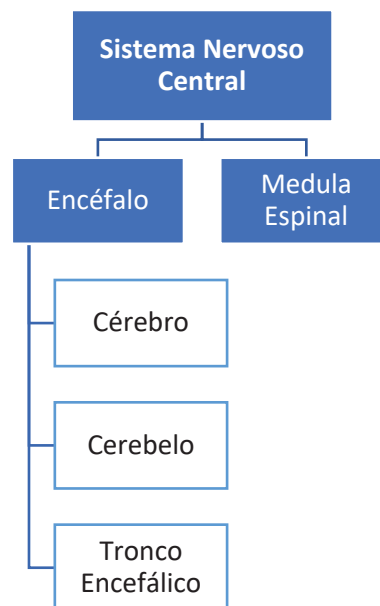 Sistema Nervoso
Central
Encéfalo
Medula
Espinal
Cérebro
Cerebelo
Tronco
Encefálico